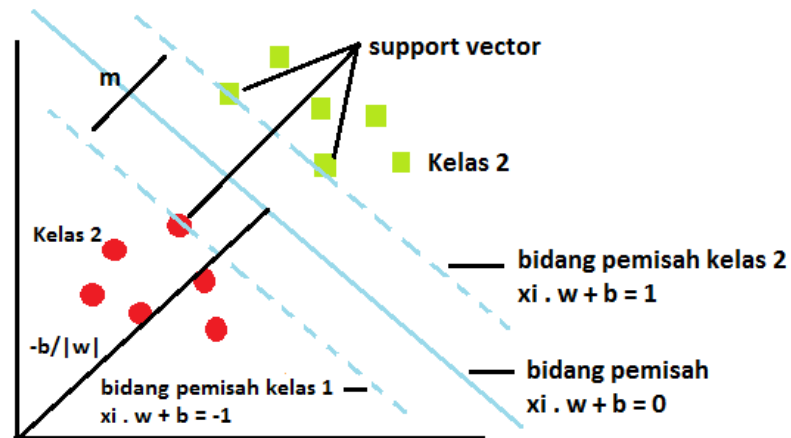 support vector
m
Kelas 2
Kelas 2
bidang pemisah kelas 2
xi . w + b = 1
-b/|w|
bidang pemisah
xi . w + b = 0
bidang pemisah kelas 1
xi . w + b = -1